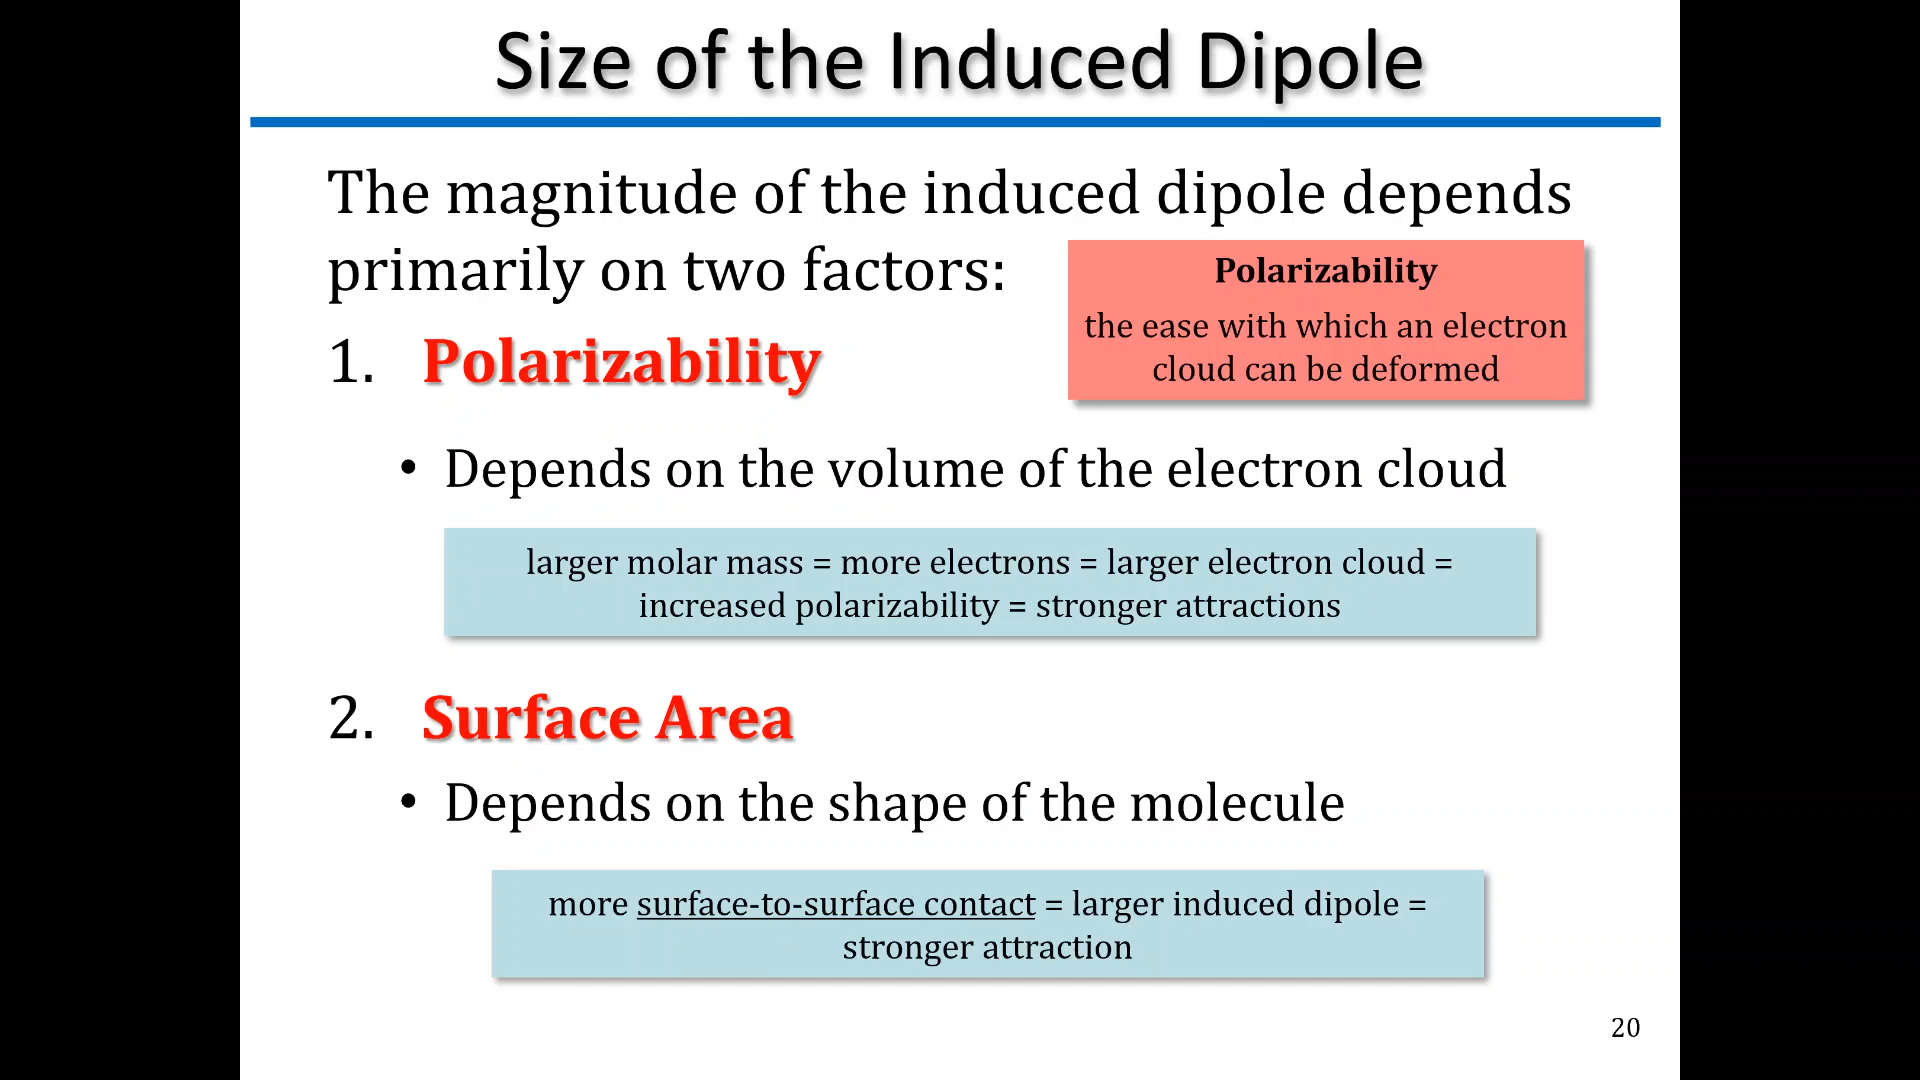 Size of the Induced Dipole
The magnitude of the induced dipole depends
primarily on two factors:
Polarizability
the ease with which an electron
cloud can be deformed
1. Polarizability
• Depends on the volume of the electron cloud
larger molar mass = more electrons = larger electron cloud =
increased polarizability = stronger attractions
2. Surface Area
• Depends on the shape of the molecule
more surface-to-surface contact = larger induced dipole =
stronger attraction
20